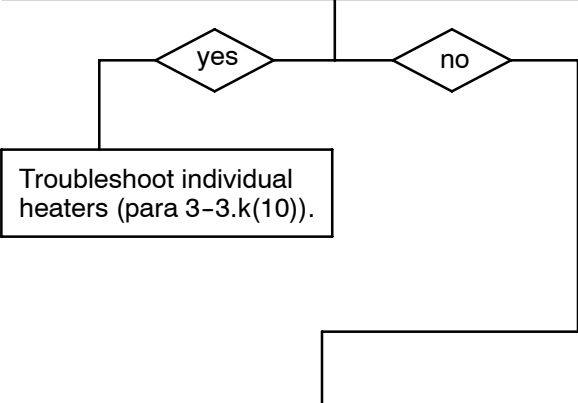 yes
no
Troubleshoot individual
heaters (para 3-3.k(10)).